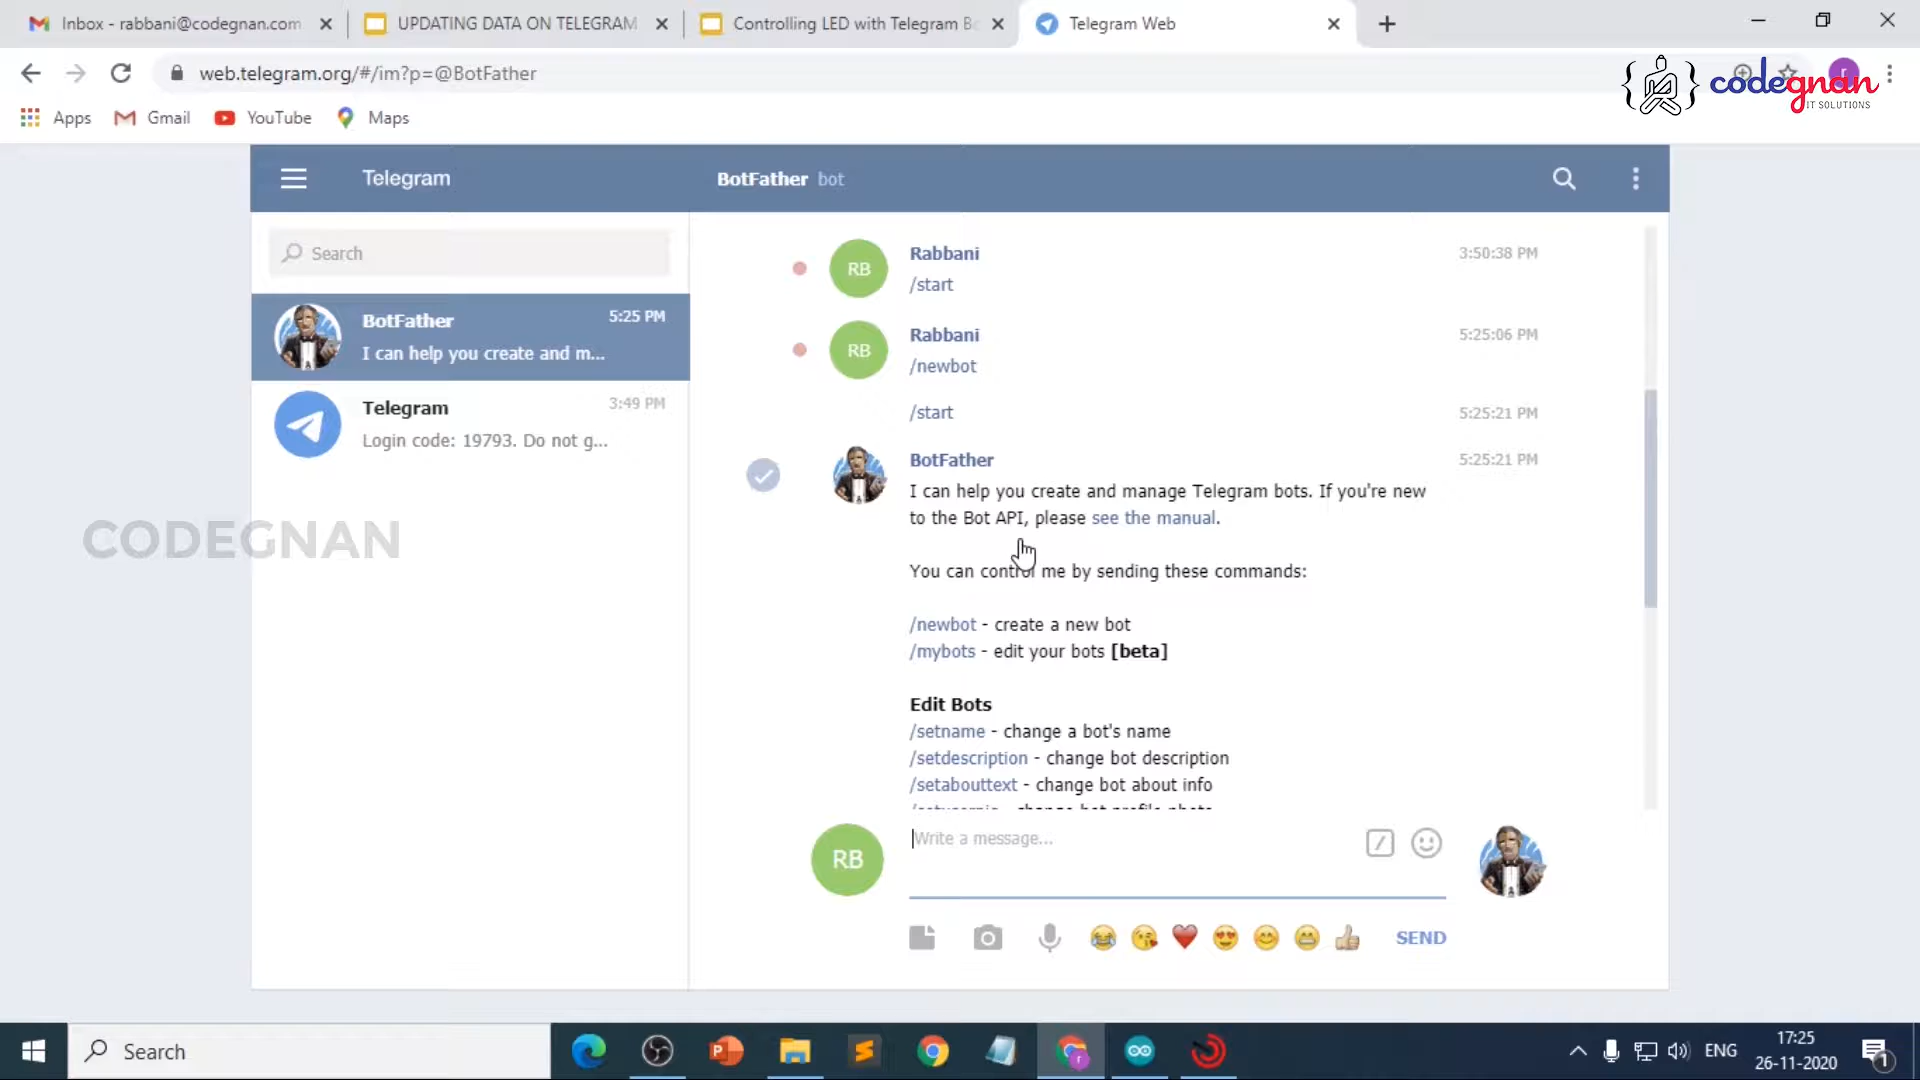 Inbox - rabbani@codegnan.com
UPDATING DATA ON TELEGRAM
Controlling LED with Telegram Bo
Telegram Web
web.telegram.org/#/im?p=@BotFather
codegnan
IT SOLUTIONS
Apps
Gmail
YouTube
Maps
Telegram
BotFather bot
Search
BotFather
5:25 PM
I can help you create and m...
Telegram
3:49 PM
Login code: 19793. Do not g...
RB
Rabbani
3:50:38 PM
/start
RB
Rabbani
5:25:06 PM
/newbot
/start
5:25:21 PM
BotFather
5:25:21 PM
I can help you create and manage Telegram bots. If you're new
to the Bot API, please see the manual.
You can control me by sending these commands:
/newbot - create a new bot
/mybots - edit your bots [beta]
Edit Bots
/setname - change a bot's name
/setdescription - change bot description
/setabouttext - change bot about info
CODEGNAN
RB
Write a message...
SEND
Search
ENG
17:25
26-11-2020
1